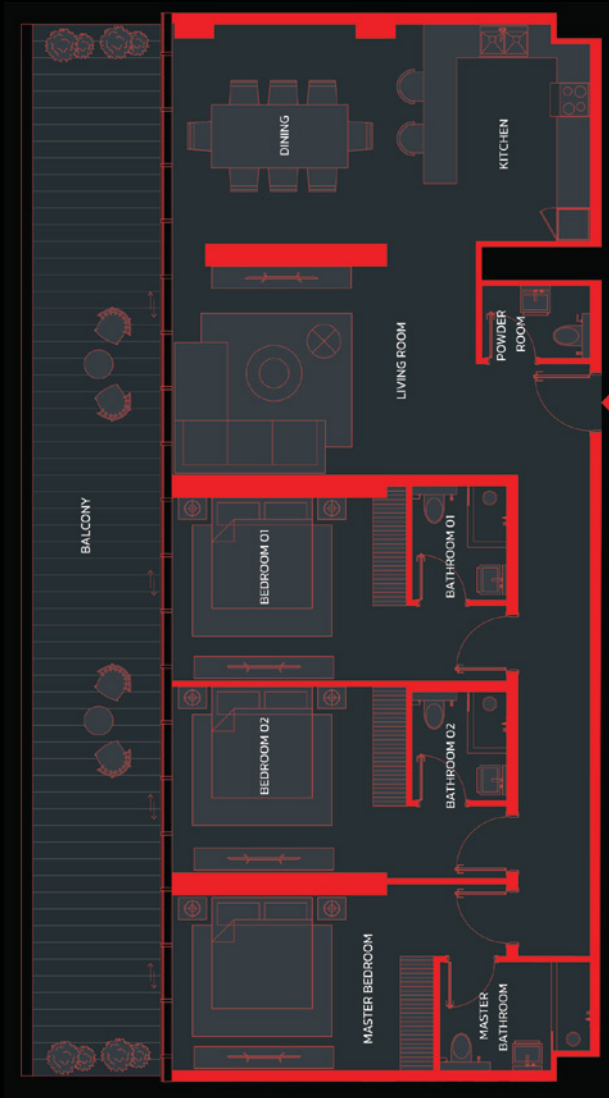 BALCONY
DINING
KITCHEN
LIVING ROOM
POWDER
ROOM
BEDROOM 01
BATHROOM 01
BEDROOM 02
BATHROOM 02
MASTER BEDROOM
MASTER
BATHROOM